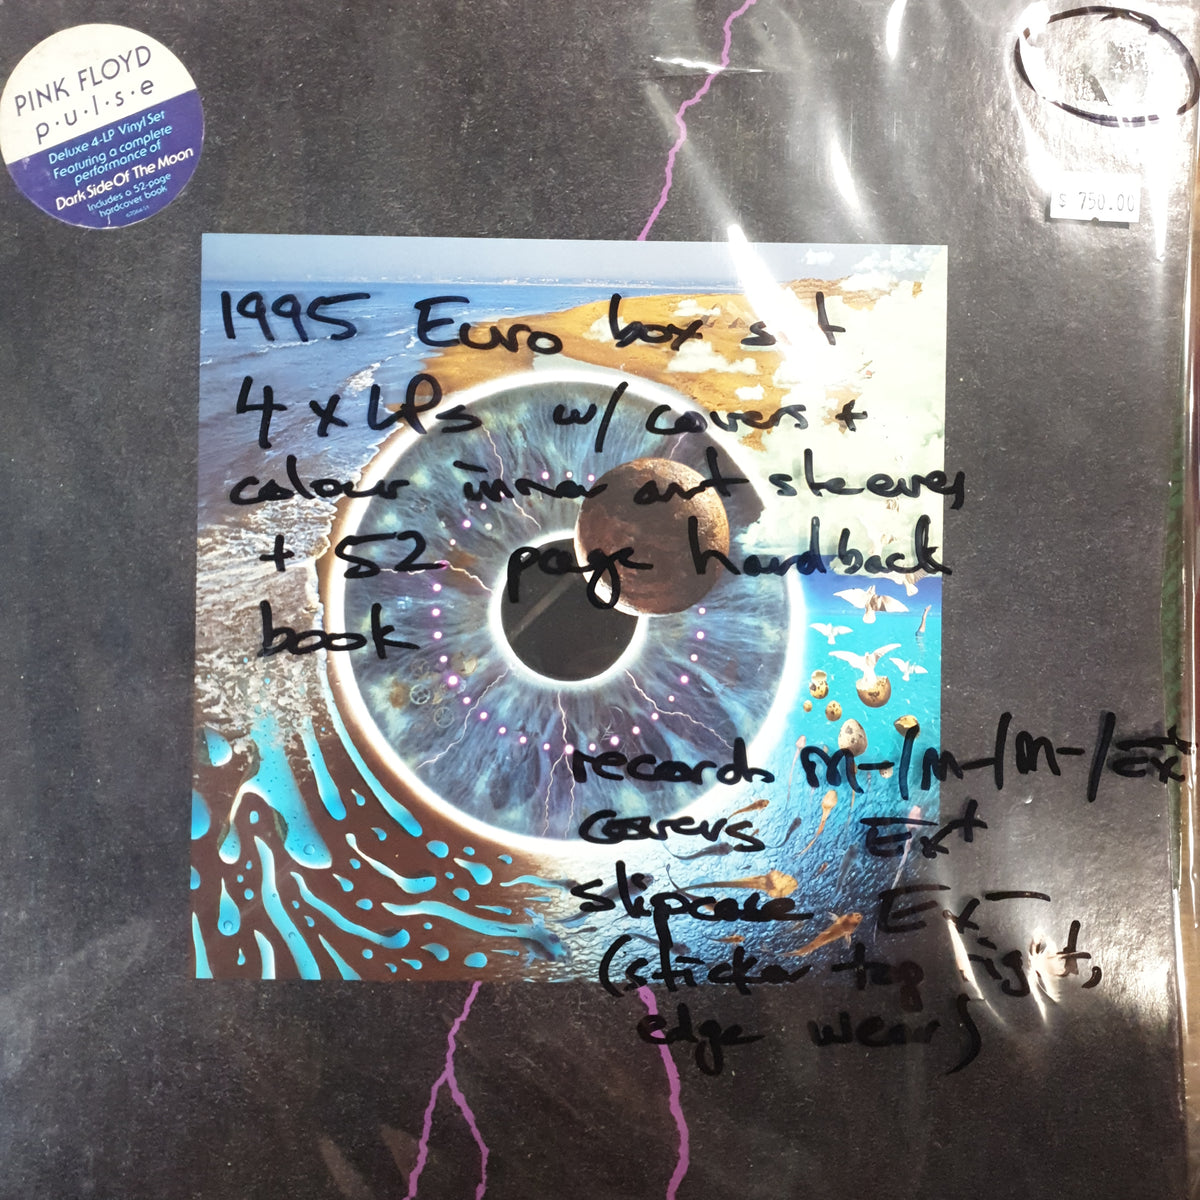 PINK FLOYD
p·u·l·s·e
Deluxe 4-LP Vinyl Set
Featuring a complete
performance of
Dark Side Of The Moon
Includes a 52-page
hardcover book
$ 750.00
1995 Euro box set
4 x LPs w/ covers +
colour inner art sleeves
+ 52 page hardback
book
records M-/M-/M-/Ex+
covers Ex+
slipcase Ex-
(sticker top right,
edge wear)